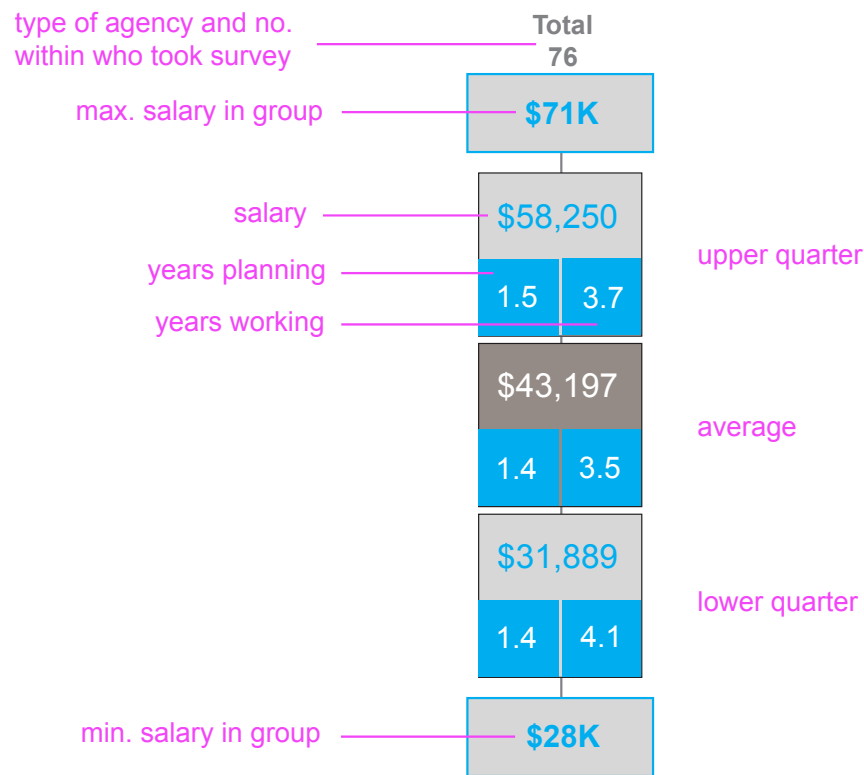 type of agency and no.
within who took survey
Total
76
max. salary in group
$71K
salary
$58,250
years planning
1.5
3.7
years working
upper quarter
$43,197
1.4
3.5
average
$31,889
1.4
4.1
lower quarter
min. salary in group
$28K